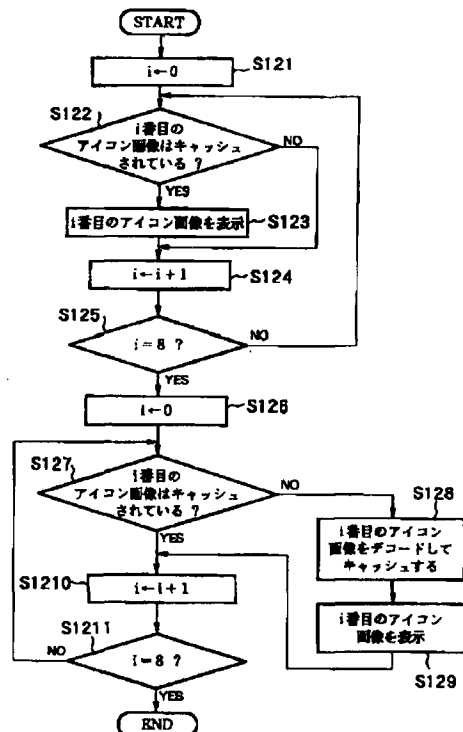 START
i←0
S121
S122
i番目の
アイコン画像はキャッシュ
されている ?
NO
YES
i番目のアイコン画像を表示
S123
i←i+1
S124
S125
i=8 ?
NO
YES
i←0
S126
S127
i番目の
アイコン画像はキャッシュ
されている ?
NO
YES
S128
i番目のアイコン
画像をデコードして
キャッシュする
S1210
i←i+1
i番目のアイコン
画像を表示
S129
S1211
i=8 ?
NO
YES
END